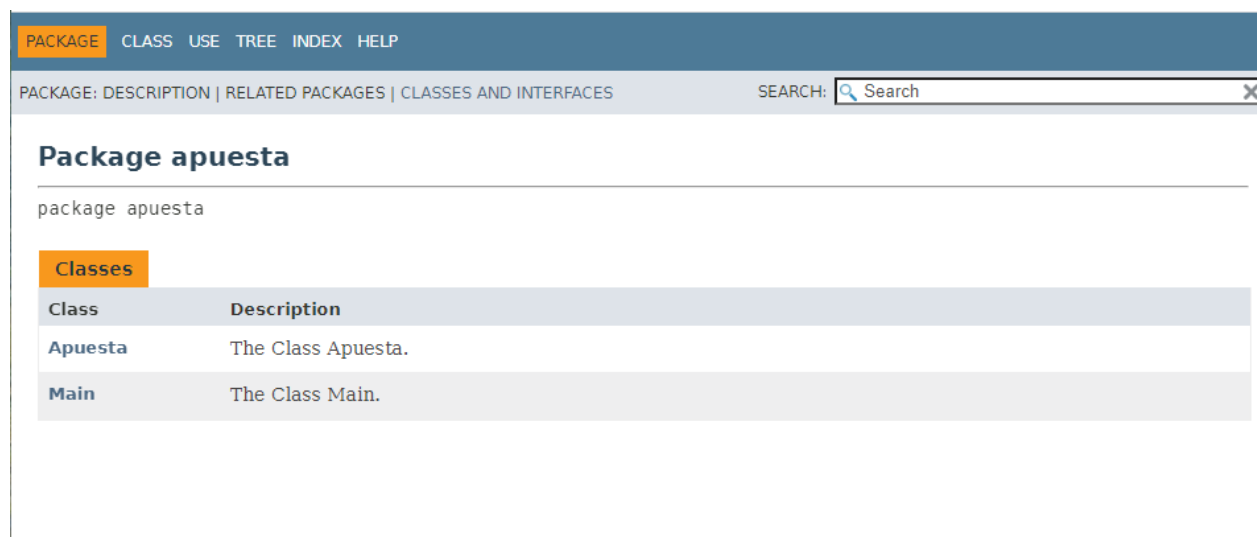 PACKAGE CLASS USE TREE INDEX HELP
PACKAGE: DESCRIPTION | RELATED PACKAGES | CLASSES AND INTERFACES SEARCH: Search
Package apuesta
package apuesta
Classes
Class Description
Apuesta The Class Apuesta.
Main The Class Main.